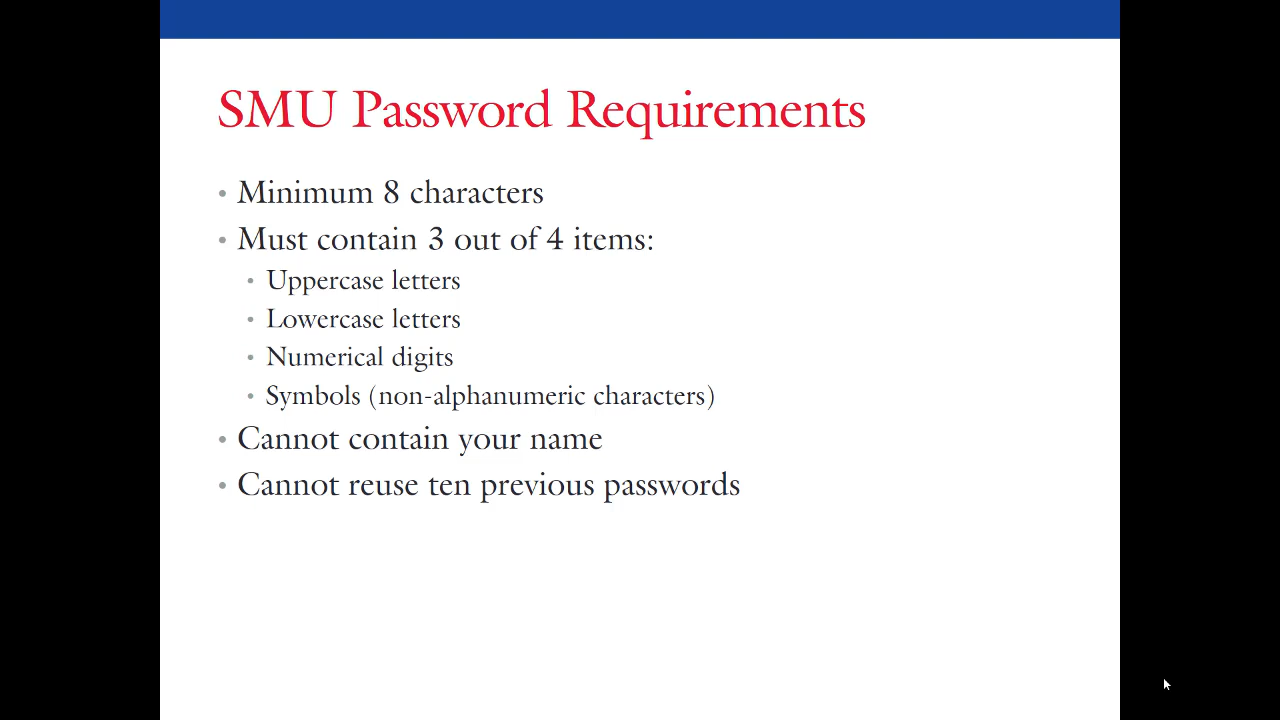 SMU Password Requirements
• Minimum 8 characters
• Must contain 3 out of 4 items:
• Uppercase letters
• Lowercase letters
• Numerical digits
• Symbols (non-alphanumeric characters)
• Cannot contain your name
• Cannot reuse ten previous passwords